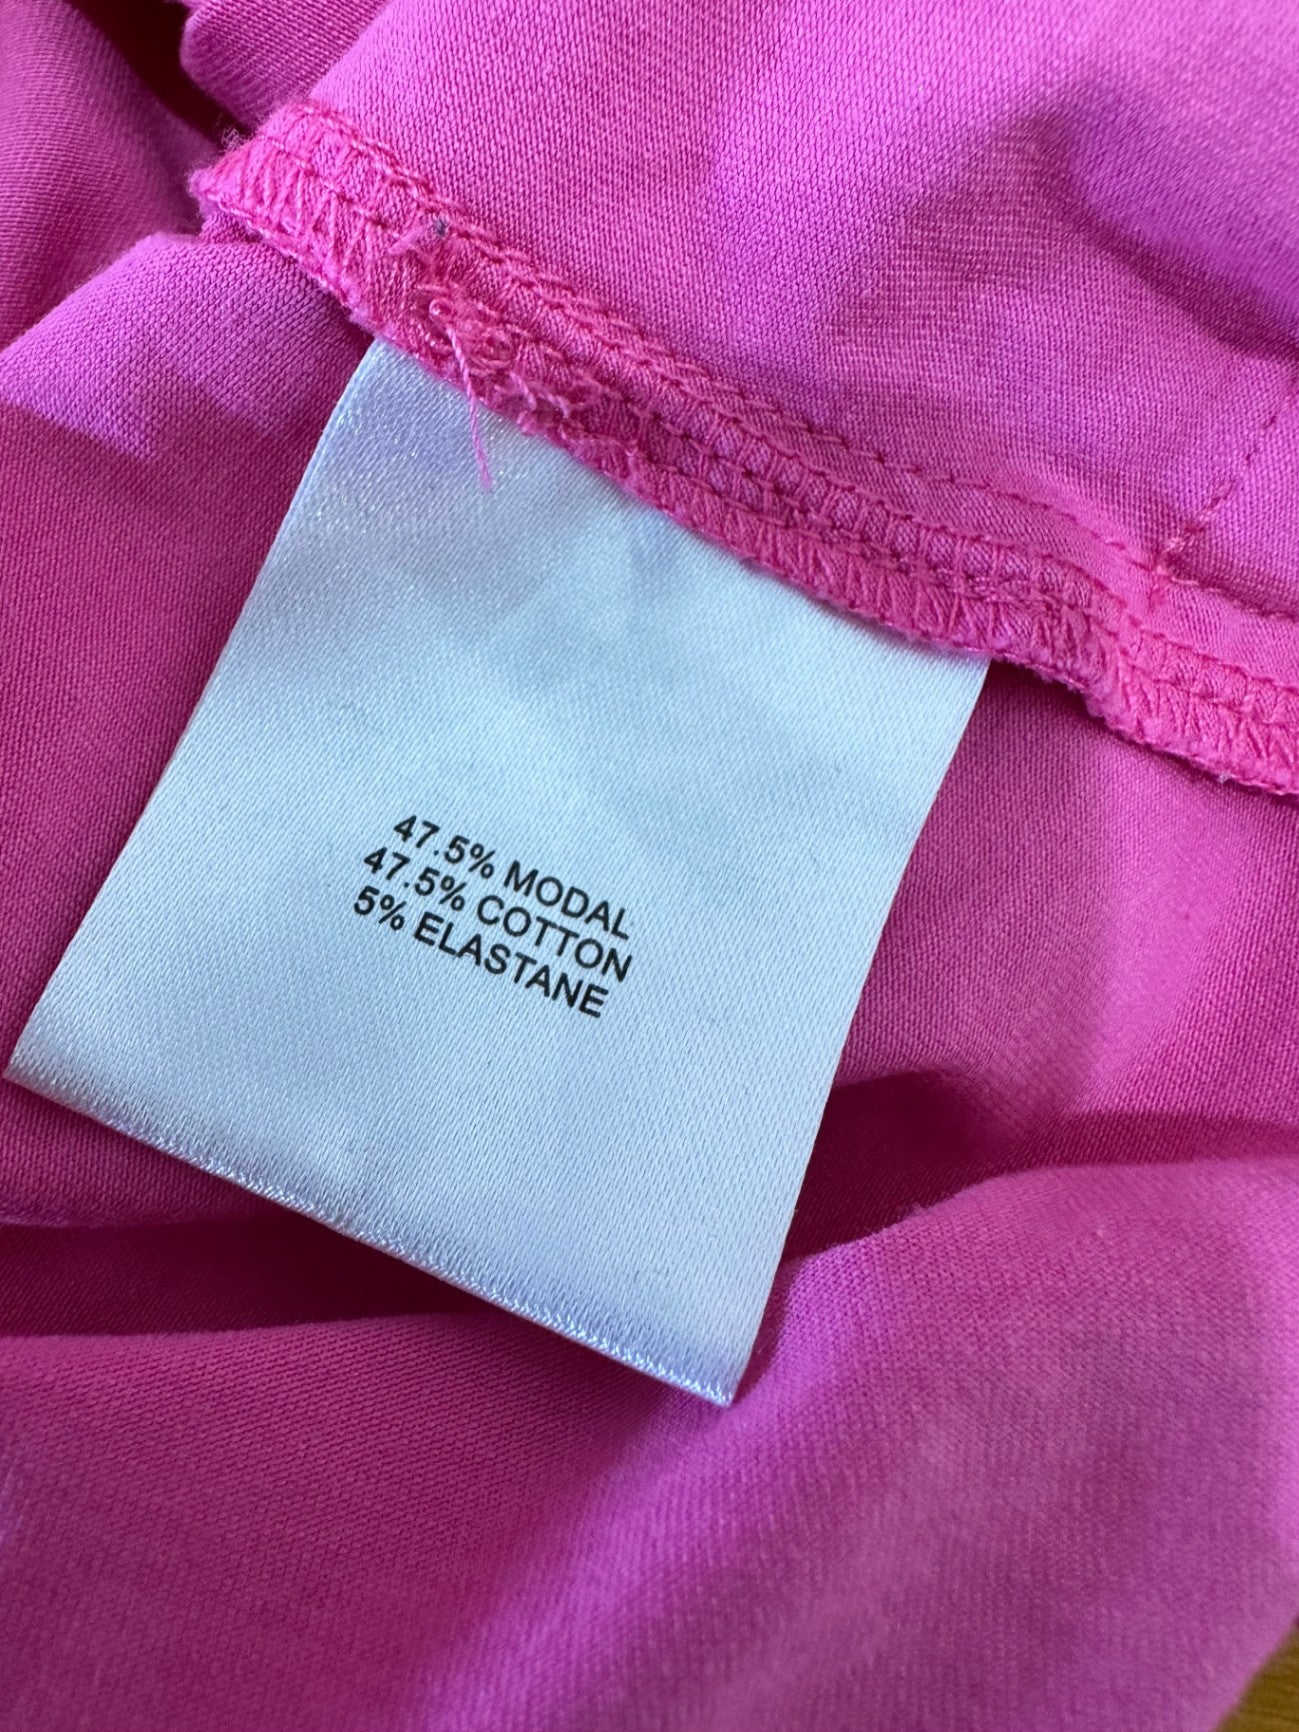 47.5% MODAL
47.5% COTTON
5% ELASTANE